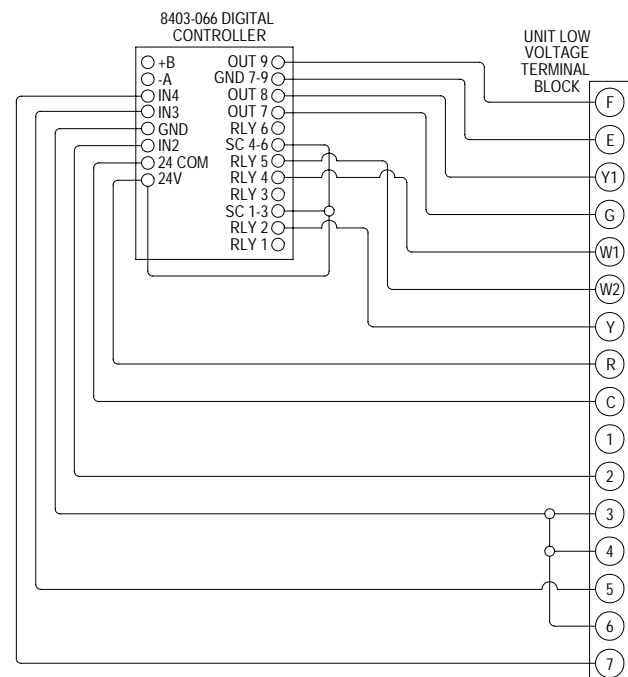 8403-066 DIGITAL
CONTROLLER
+B
-A
IN4
IN3
GND
IN2
24 COM
24V
OUT 9
GND 7-9
OUT 8
OUT 7
RLY 6
SC 4-6
RLY 5
RLY 4
RLY 3
SC 1-3
RLY 2
RLY 1
UNIT LOW
VOLTAGE
TERMINAL
BLOCK
F
E
Y1
G
W1
W2
Y
R
C
1
2
3
4
5
6
7